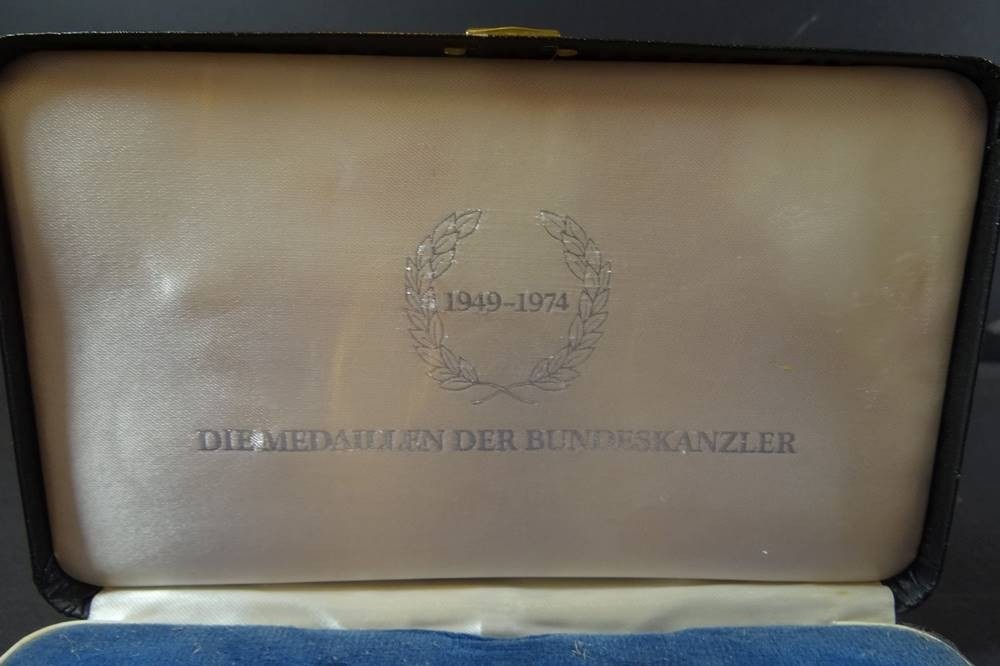 1949-1974
DIE MEDAILLEN DER BUNDESKANZLER